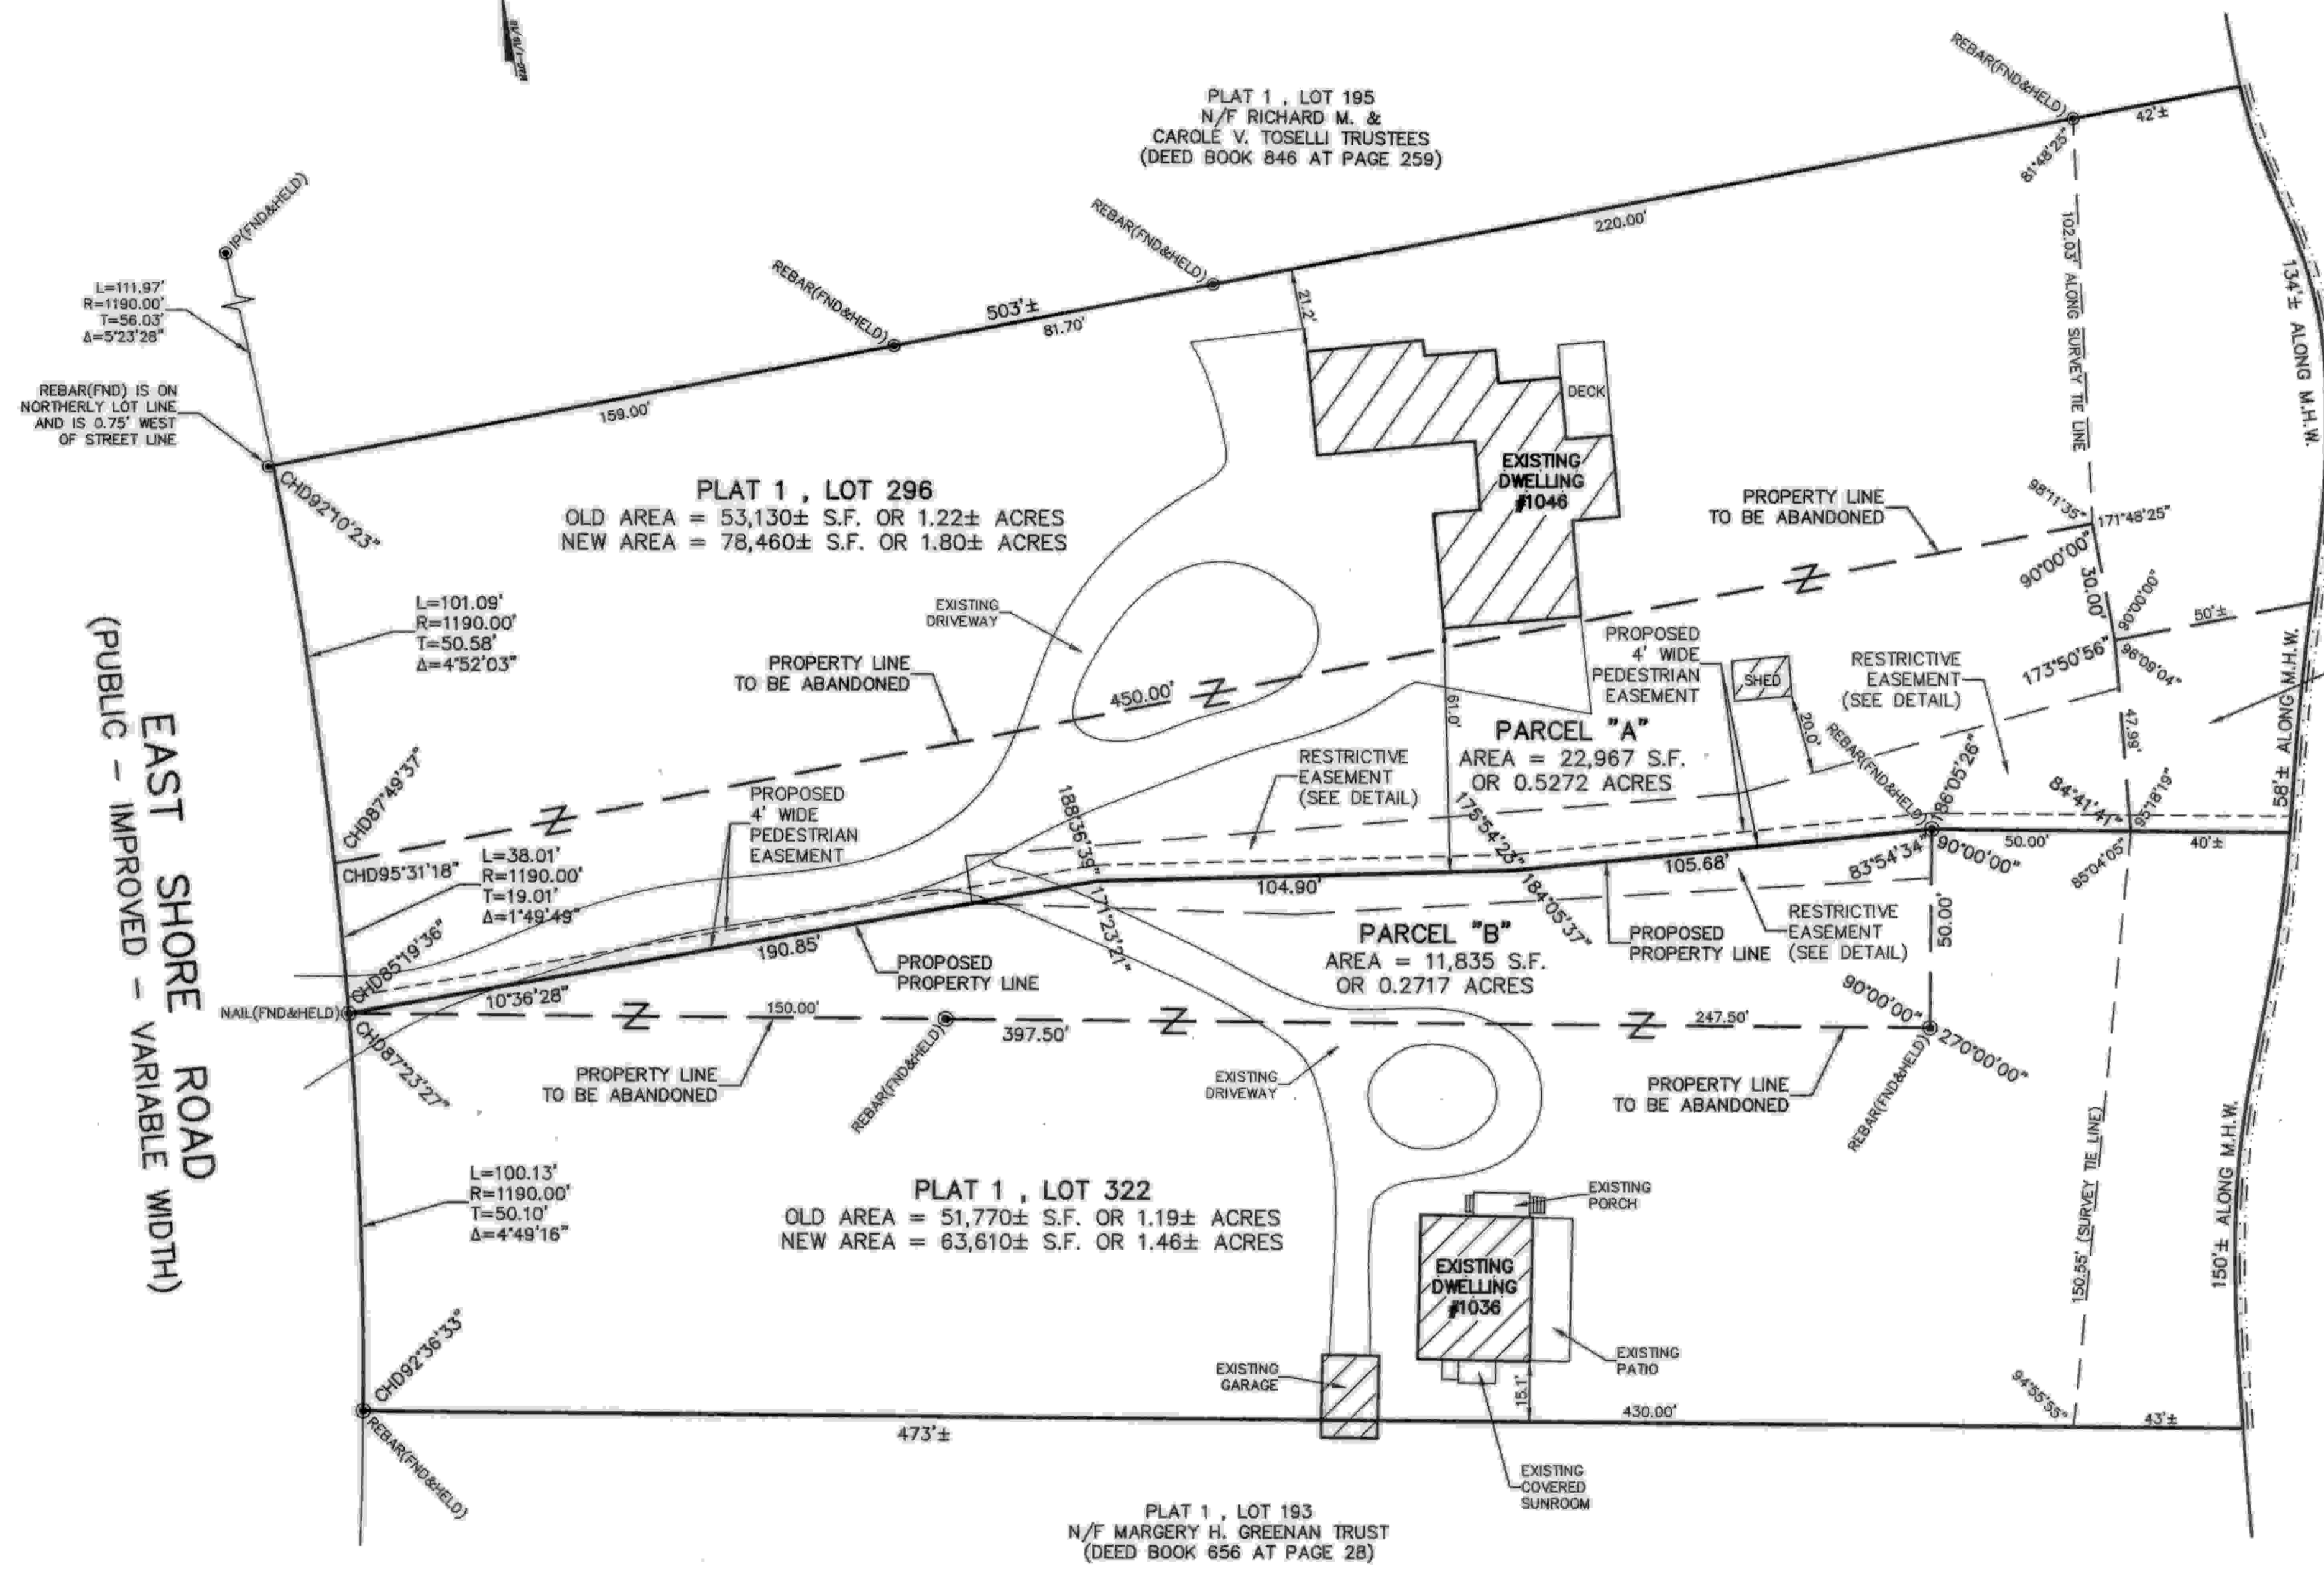 PLAT 1 , LOT 195
N/F RICHARD M. &
CAROLE V. TOSELLI TRUSTEES
(DEED BOOK 846 AT PAGE 259)
REBAR(FND&HELD)
42'±
81°48'25"
220.00'
REBAR(FND&HELD)
REBAR(FND&HELD)
503'±
81.70'
159.00'
21.2'
IP(FND&HELD)
L=111.97'
R=1190.00'
T=56.03'
Δ=5°23'28"
REBAR(FND) IS ON
NORTHERLY LOT LINE
AND IS 0.75' WEST
OF STREET LINE
CHD92°10'23"
102.03' ALONG SURVEY TIE LINE
134'± ALONG M.H.W.
DECK
EXISTING
DWELLING
#1046
PLAT 1 , LOT 296
OLD AREA = 53,130± S.F. OR 1.22± ACRES
NEW AREA = 78,460± S.F. OR 1.80± ACRES
PROPERTY LINE
TO BE ABANDONED
98°11'35"
171°48'25"
90°00'00"
30.00'
90°00'00"
50'±
173°50'56"
96°09'04"
L=101.09'
R=1190.00'
T=50.58'
Δ=4°52'03"
EXISTING
DRIVEWAY
PROPERTY LINE
TO BE ABANDONED
450.00'
61.0'
PROPOSED
4' WIDE
PEDESTRIAN
EASEMENT
SHED
20.0'
RESTRICTIVE
EASEMENT
(SEE DETAIL)
47.99'
58'± ALONG M.H.W.
EAST SHORE ROAD
(PUBLIC - IMPROVED - VARIABLE WIDTH)
PARCEL "A"
AREA = 22,967 S.F.
OR 0.5272 ACRES
RESTRICTIVE
EASEMENT
(SEE DETAIL)
REBAR(FND&HELD)
186°05'26"
84°41'41"
95°18'19"
CHD87°49'37"
PROPOSED
4' WIDE
PEDESTRIAN
EASEMENT
188°36'39"
175°54'23"
CHD95°31'18"
L=38.01'
R=1190.00'
T=19.01'
Δ=1°49'49"
104.90'
105.68'
83°54'34"
90°00'00"
50.00'
40'±
85°04'05"
171°23'21"
184°05'37"
CHD85°19'36"
190.85'
PROPOSED
PROPERTY LINE
PARCEL "B"
AREA = 11,835 S.F.
OR 0.2717 ACRES
PROPOSED
PROPERTY LINE
RESTRICTIVE
EASEMENT
(SEE DETAIL)
50.00'
NAIL(FND&HELD)
10°36'28"
150.00'
397.50'
247.50'
90°00'00"
270°00'00"
CHD87°23'27"
PROPERTY LINE
TO BE ABANDONED
REBAR(FND&HELD)
EXISTING
DRIVEWAY
PROPERTY LINE
TO BE ABANDONED
REBAR(FND&HELD)
150.55' (SURVEY TIE LINE)
150'± ALONG M.H.W.
L=100.13'
R=1190.00'
T=50.10'
Δ=4°49'16"
PLAT 1 , LOT 322
OLD AREA = 51,770± S.F. OR 1.19± ACRES
NEW AREA = 63,610± S.F. OR 1.46± ACRES
EXISTING
PORCH
EXISTING
DWELLING
#1036
EXISTING
PATIO
EXISTING
GARAGE
15.1'
CHD92°36'33"
REBAR(FND&HELD)
473'±
430.00'
94°55'55"
43'±
EXISTING
COVERED
SUNROOM
PLAT 1 , LOT 193
N/F MARGERY H. GREENAN TRUST
(DEED BOOK 656 AT PAGE 28)